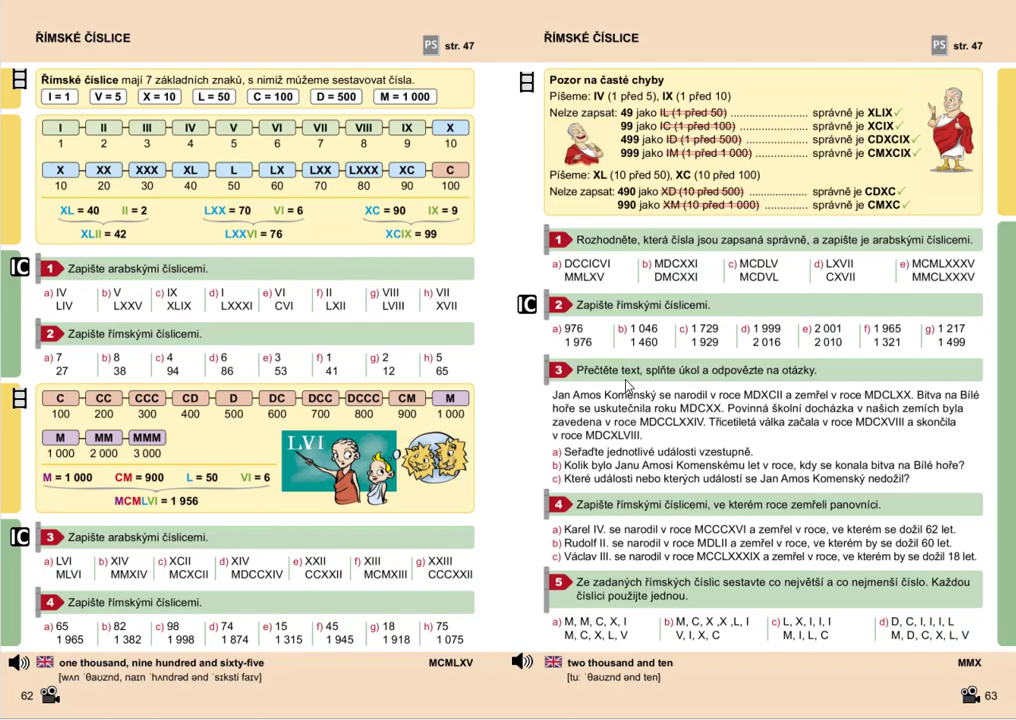 ŘÍMSKÉ ČÍSLICE
PS str. 47
Římské číslice mají 7 základních znaků, s nimiž můžeme sestavovat čísla.
I = 1 V = 5 X = 10 L = 50 C = 100 D = 500 M = 1 000
I II III IV V VI VII VIII IX X
1 2 3 4 5 6 7 8 9 10
X XX XXX XL L LX LXX LXXX XC C
10 20 30 40 50 60 70 80 90 100
XL = 40 II = 2 LXX = 70 VI = 6 XC = 90 IX = 9
XLII = 42 LXXVI = 76 XCIX = 99
IC
1 Zapište arabskými číslicemi.
a) IV b) V c) IX d) I e) VI f) II g) VIII h) VII
LIV LXXV XLIX LXXXI CVI LXII LVIII XVII
2 Zapište římskými číslicemi.
a) 7 b) 8 c) 4 d) 6 e) 3 f) 1 g) 2 h) 5
27 38 94 86 53 41 12 65
C CC CCC CD D DC DCC DCCC CM M
100 200 300 400 500 600 700 800 900 1 000
M MM MMM
1 000 2 000 3 000
LVI
M = 1 000 CM = 900 L = 50 VI = 6
MCMLVI = 1 956
IC
3 Zapište arabskými číslicemi.
a) LVI b) XIV c) XCII d) XIV e) XXII f) XIII g) XXIII
MLVI MMXIV MCXCII MDCCXIV CCXXII MCMXIII CCCXXII
4 Zapište římskými číslicemi.
a) 65 b) 82 c) 98 d) 74 e) 15 f) 45 g) 18 h) 75
1 965 1 382 1 998 1 874 1 315 1 945 1 918 1 075
one thousand, nine hundred and sixty-five MCMLXV
[wʌn ˈθaʊznd, naɪn ˈhʌndrəd ənd ˈsɪksti faɪv]
62
ŘÍMSKÉ ČÍSLICE
PS str. 47
Pozor na časté chyby
Píšeme: IV (1 před 5), IX (1 před 10)
Nelze zapsat: 49 jako IL (1 před 50) .......................... správně je XLIX ✓
99 jako IC (1 před 100) ........................ správně je XCIX ✓
499 jako ID (1 před 500) ....................... správně je CDXCIX ✓
999 jako IM (1 před 1 000) .................. správně je CMXCIX ✓
Píšeme: XL (10 před 50), XC (10 před 100)
Nelze zapsat: 490 jako XD (10 před 500) ................... správně je CDXC ✓
990 jako XM (10 před 1 000) .............. správně je CMXC ✓
1 Rozhodněte, která čísla jsou zapsaná správně, a zapište je arabskými číslicemi.
a) DCCICVI b) MDCXXI c) MCDLV d) LXVII e) MCMLXXXV
MMLXV DMCXXI MCDVL CXVII MMCLXXXV
IC
2 Zapište římskými číslicemi.
a) 976 b) 1 046 c) 1 729 d) 1 999 e) 2 001 f) 1 965 g) 1 217
1 976 1 460 1 929 2 016 2 010 1 321 1 499
3 Přečtěte text, splňte úkol a odpovězte na otázky.
Jan Amos Komenský se narodil v roce MDXCII a zemřel v roce MDCLXX. Bitva na Bílé
hoře se uskutečnila roku MDCXX. Povinná školní docházka v našich zemích byla
zavedena v roce MDCCLXXIV. Třicetiletá válka začala v roce MDCXVIII a skončila
v roce MDCXLVIII.
a) Seřaďte jednotlivé události vzestupně.
b) Kolik bylo Janu Amosi Komenskému let v roce, kdy se konala bitva na Bílé hoře?
c) Které události nebo kterých událostí se Jan Amos Komenský nedožil?
4 Zapište římskými číslicemi, ve kterém roce zemřeli panovníci.
a) Karel IV. se narodil v roce MCCCXVI a zemřel v roce, ve kterém se dožil 62 let.
b) Rudolf II. se narodil v roce MDLII a zemřel v roce, ve kterém by se dožil 60 let.
c) Václav III. se narodil v roce MCCLXXXIX a zemřel v roce, ve kterém by se dožil 18 let.
5 Ze zadaných římských číslic sestavte co největší a co nejmenší číslo. Každou
číslici použijte jednou.
a) M, M, C, X, I b) M, C, X ,X ,L, I c) L, X, I, I, I d) D, C, I, I, I, L
M, C, X, L, V V, I, X, C M, I, L, C M, D, C, X, L, V
two thousand and ten MMX
[tuː ˈθaʊznd ənd ten]
63